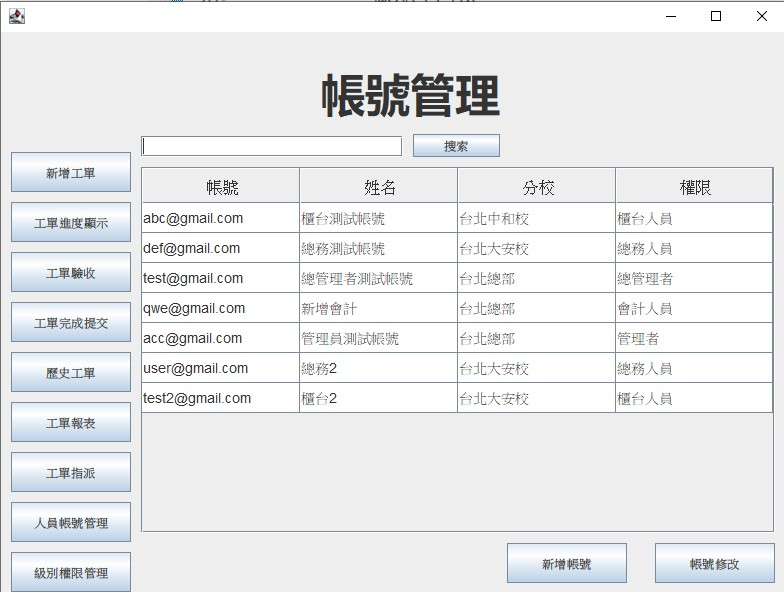 帳號管理
搜索
新增工單
工單進度顯示
工單驗收
工單完成提交
歷史工單
工單報表
工單指派
人員帳號管理
級別權限管理
帳號 姓名 分校 權限
abc@gmail.com 櫃台測試帳號 台北中和校 櫃台人員
def@gmail.com 總務測試帳號 台北大安校 總務人員
test@gmail.com 總管理者測試帳號 台北總部 總管理者
qwe@gmail.com 新增會計 台北總部 會計人員
acc@gmail.com 管理員測試帳號 台北總部 管理者
user@gmail.com 總務2 台北大安校 總務人員
test2@gmail.com 櫃台2 台北大安校 櫃台人員
新增帳號 帳號修改